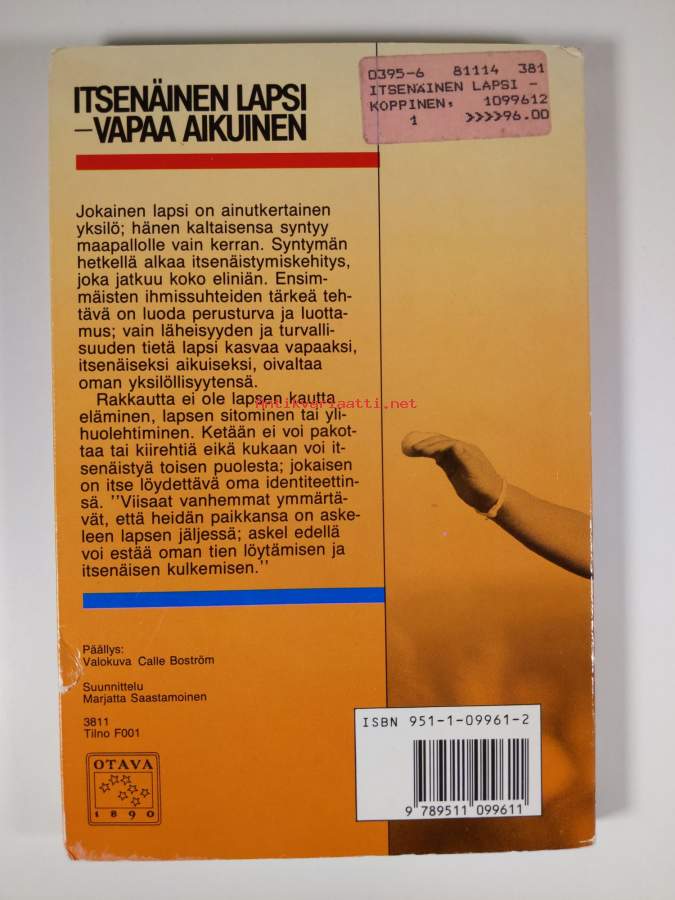 ITSENÄINEN LAPSI
–VAPAA AIKUINEN
0395-6 81114 381
ITSENÄINEN LAPSI -
KOPPINEN, 1099612
1 >>>>96.00
Jokainen lapsi on ainutkertainen
yksilö; hänen kaltaisensa syntyy
maapallolle vain kerran. Syntymän
hetkellä alkaa itsenäistymiskehitys,
joka jatkuu koko eliniän. Ensim-
mäisten ihmissuhteiden tärkeä teh-
tävä on luoda perusturva ja luotta-
mus; vain läheisyyden ja turvalli-
suuden tietä lapsi kasvaa vapaaksi,
itsenäiseksi aikuiseksi, oivaltaa
oman yksilöllisyytensä.
Rakkautta ei ole lapsen kautta
eläminen, lapsen sitominen tai yli-
huolehtiminen. Ketään ei voi pakot-
taa tai kiirehtiä eikä kukaan voi it-
senäistyä toisen puolesta; jokaisen
on itse löydettävä oma identiteettin-
sä. ''Viisaat vanhemmat ymmärtä-
vät, että heidän paikkansa on aske-
leen lapsen jäljessä; askel edellä
voi estää oman tien löytämisen ja
itsenäisen kulkemisen.''
Antikvariaatti.net
Päällys:
Valokuva Calle Boström
Suunnittelu
Marjatta Saastamoinen
3811
Tilno F001
OTAVA
1890
ISBN 951-1-09961-2
9 789511 099611